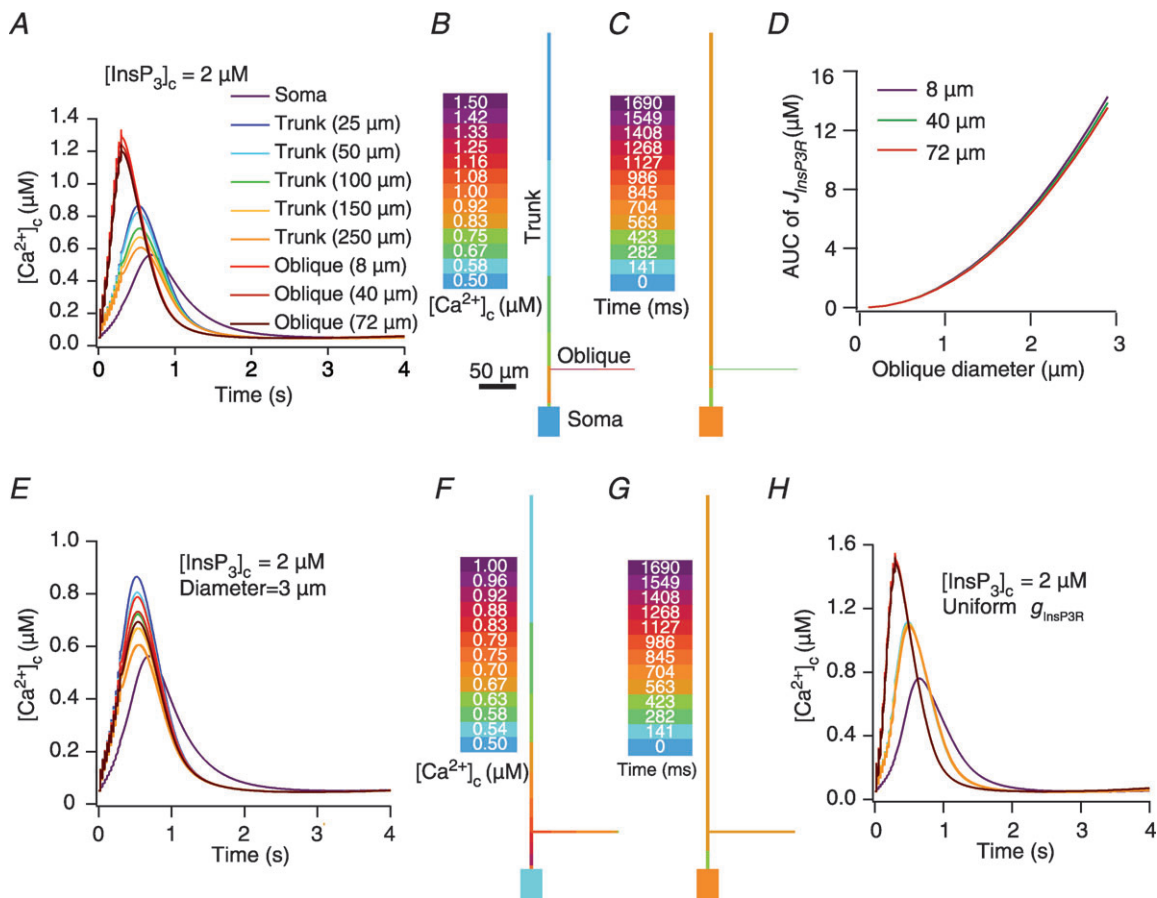 A
[InsP3]c = 2 µM
Soma
Trunk (25 µm)
Trunk (50 µm)
Trunk (100 µm)
Trunk (150 µm)
Trunk (250 µm)
Oblique (8 µm)
Oblique (40 µm)
Oblique (72 µm)
[Ca2+]c (µM)
1.4
1.2
1.0
0.8
0.6
0.4
0.2
0.0
0
1
2
3
4
Time (s)
B
1.50
1.42
1.33
1.25
1.16
1.08
1.00
0.92
0.83
0.75
0.67
0.58
0.50
[Ca2+]c (µM)
Trunk
Oblique
50 µm
Soma
C
1690
1549
1408
1268
1127
986
845
704
563
423
282
141
0
Time (ms)
D
8 µm
40 µm
72 µm
AUC of JInsP3R(µM)
16
12
8
4
0
0
1
2
3
Oblique diameter (µm)
E
[InsP3]c = 2 µM
Diameter=3 µm
[Ca2+]c (µM)
1.0
0.8
0.6
0.4
0.2
0
0
1
2
3
4
Time (s)
F
1.00
0.96
0.92
0.88
0.83
0.79
0.75
0.70
0.67
0.63
0.58
0.54
0.50
[Ca2+]c (µM)
G
1690
1549
1408
1268
1127
986
845
704
563
423
282
141
0
Time (ms)
H
[InsP3]c = 2 µM
Uniform gInsP3R
[Ca2+]c (µM)
1.6
1.2
0.8
0.4
0.0
0
1
2
3
4
Time (s)